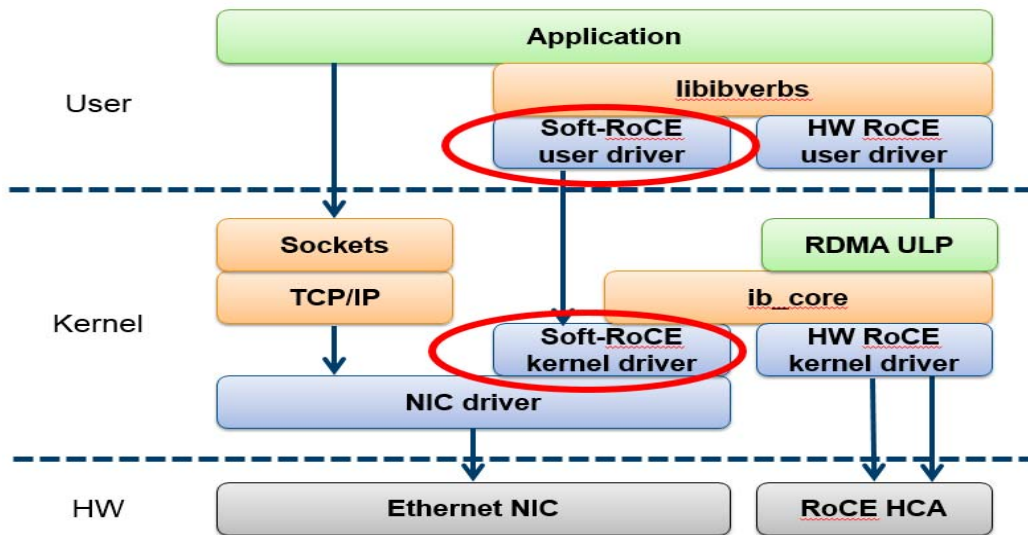 Application
User
libibverbs
Soft-RoCE
user driver
HW RoCE
user driver
Kernel
Sockets
TCP/IP
RDMA ULP
ib_core
Soft-RoCE
kernel driver
HW RoCE
kernel driver
NIC driver
HW
Ethernet NIC
RoCE HCA